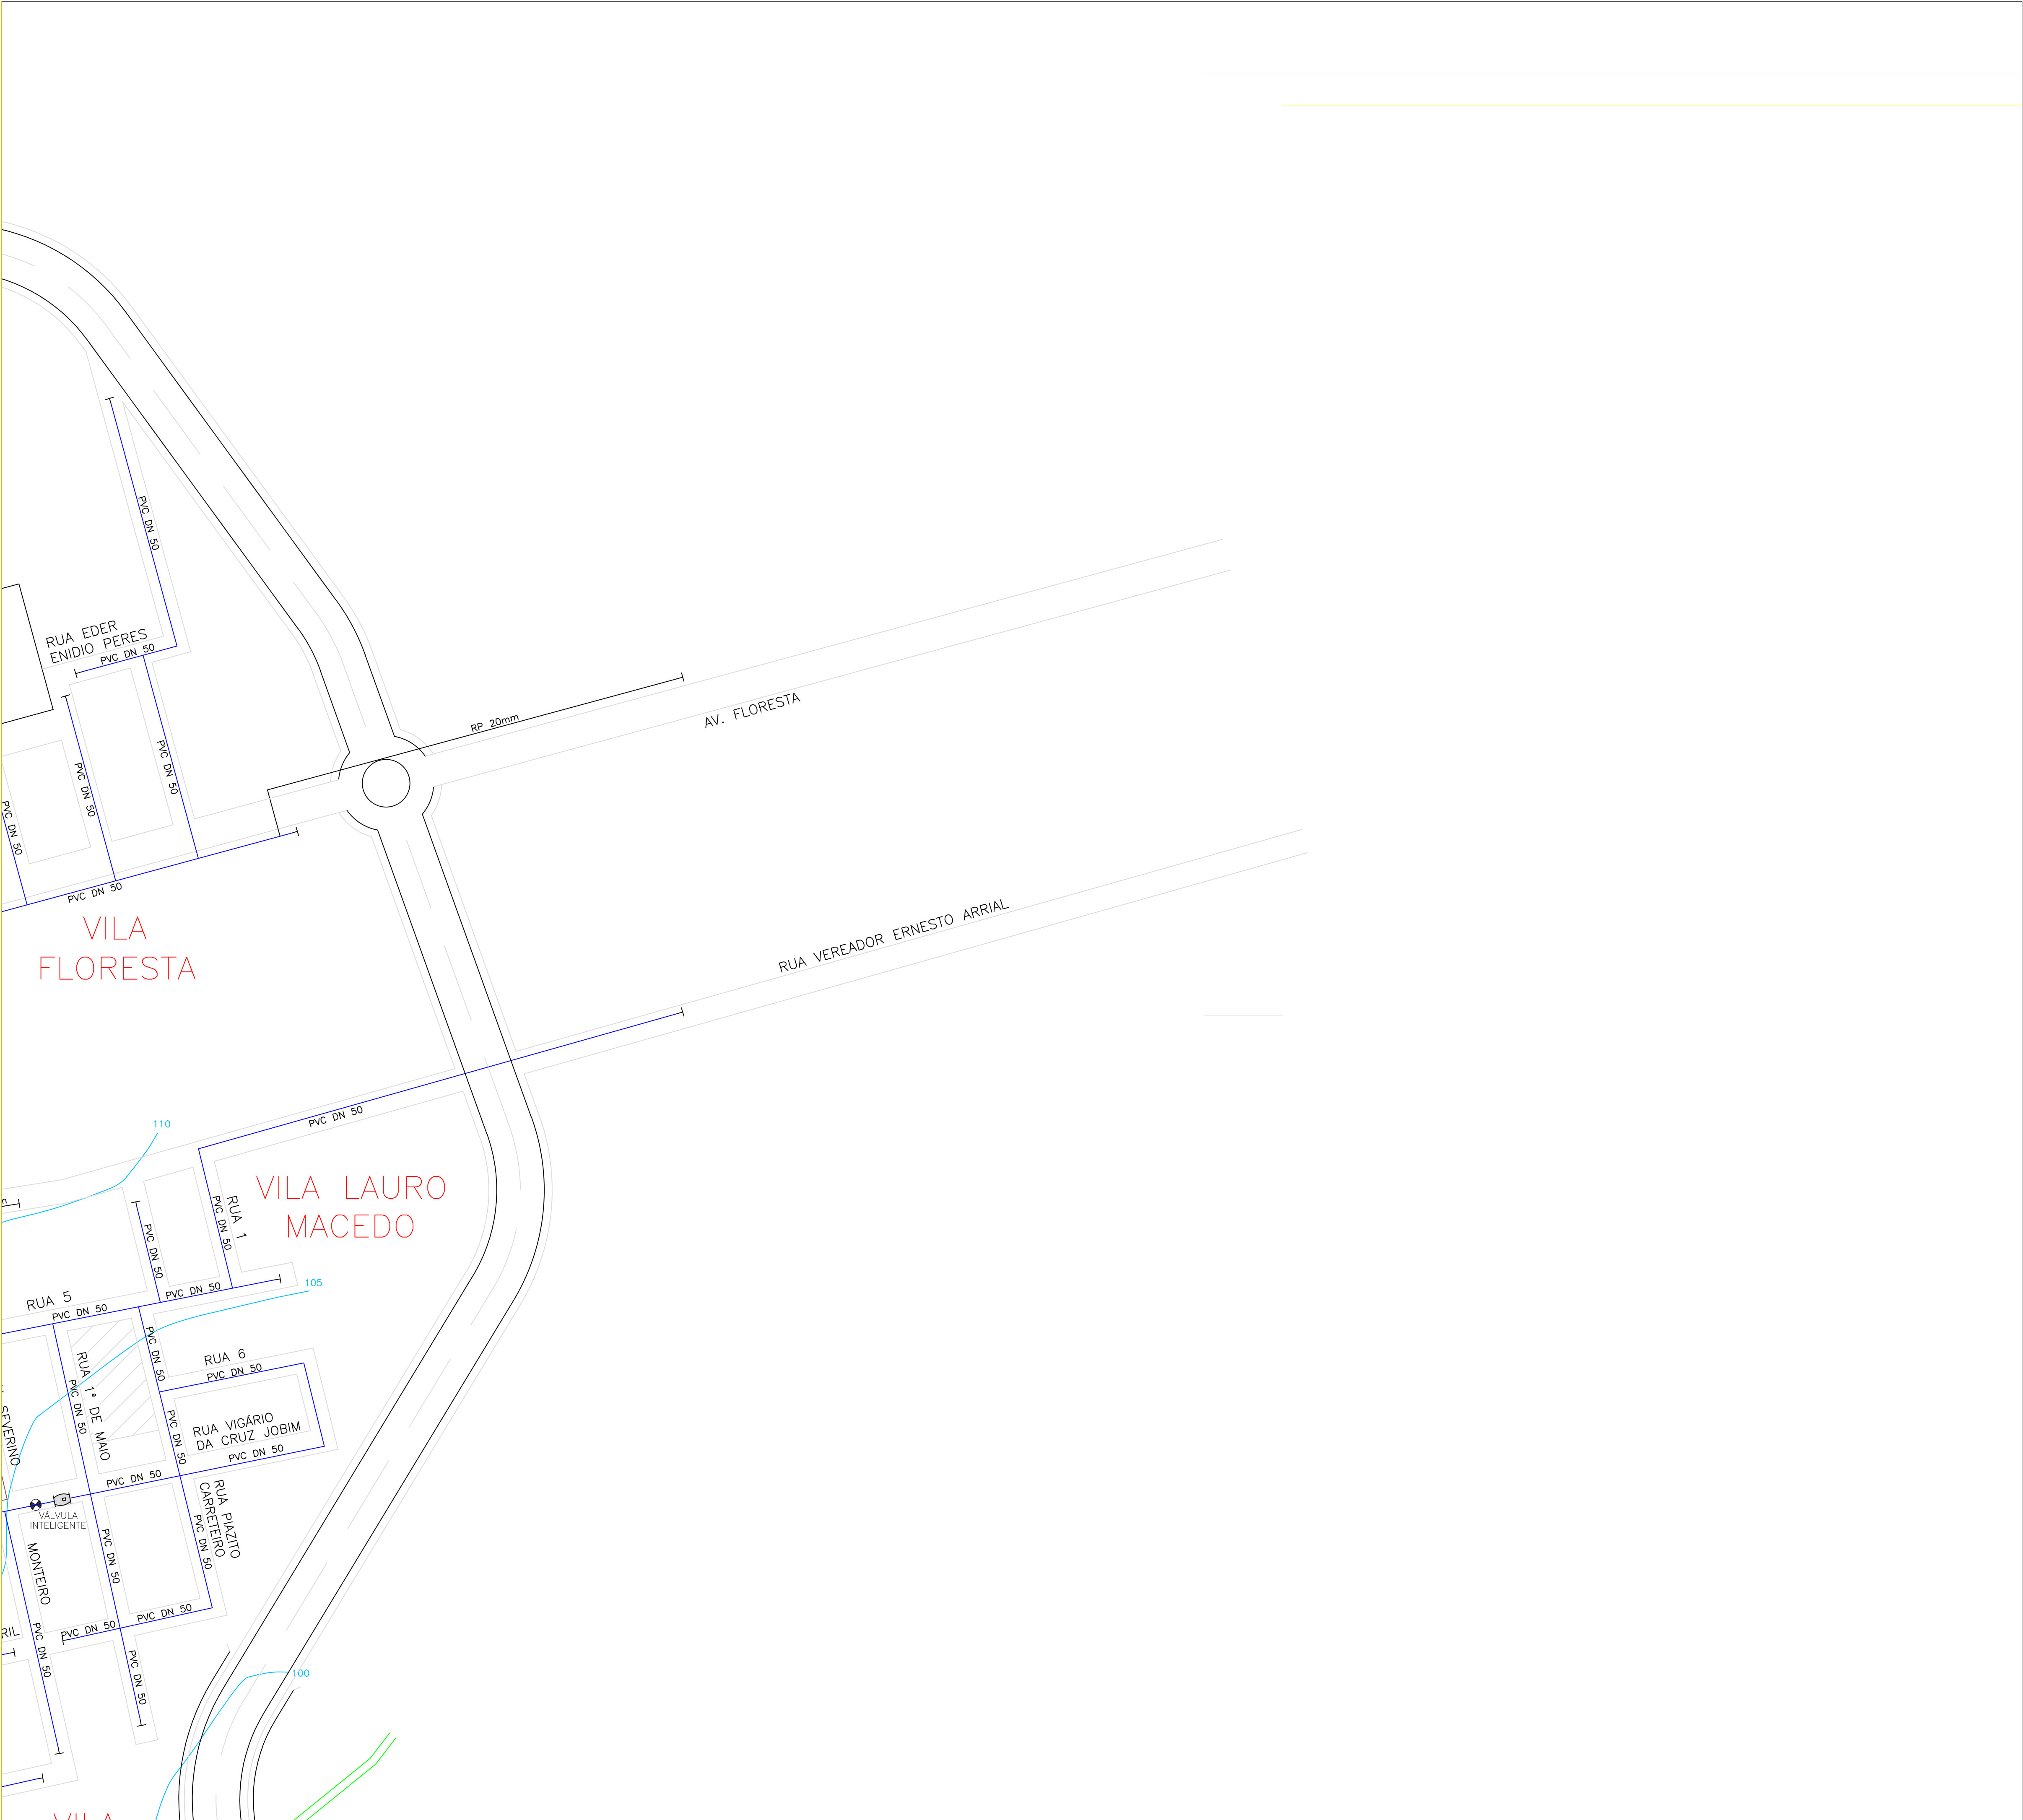 PVC DN 50
RUA EDER
ENIDIO PERES
PVC DN 50
RP 20mm
AV. FLORESTA
PVC DN 50
PVC DN 50
PVC DN 50
PVC DN 50
VILA
FLORESTA
RUA VEREADOR ERNESTO ARRIAL
PVC DN 50
110
VILA LAURO
MACEDO
RUA 1
PVC DN 50
PVC DN 50
105
PVC DN 50
RUA 5
PVC DN 50
PVC DN 50
RUA 6
PVC DN 50
RUA 1º DE MAIO
PVC DN 50
SEVERINO
PVC DN 50
RUA VIGÁRIO
DA CRUZ JOBIM
PVC DN 50
PVC DN 50
VÁLVULA
INTELIGENTE
RUA PIAZITO
CARRETEIRO
PVC DN 50
PVC DN 50
MONTEIRO
PVC DN 50
PVC DN 50
RIL
PVC DN 50
PVC DN 50
100
VILA